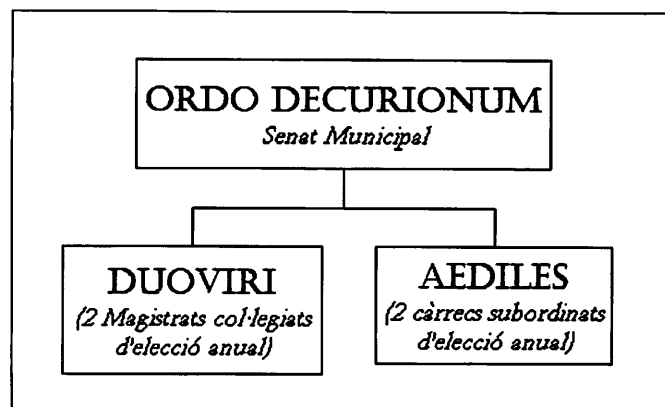 ORDO DECURIONUM
Senat Municipal
DUOVIRI
(2 Magistrats col·legiats
d'elecció anual)
AEDILES
(2 càrrecs subordinats
d'elecció anual)